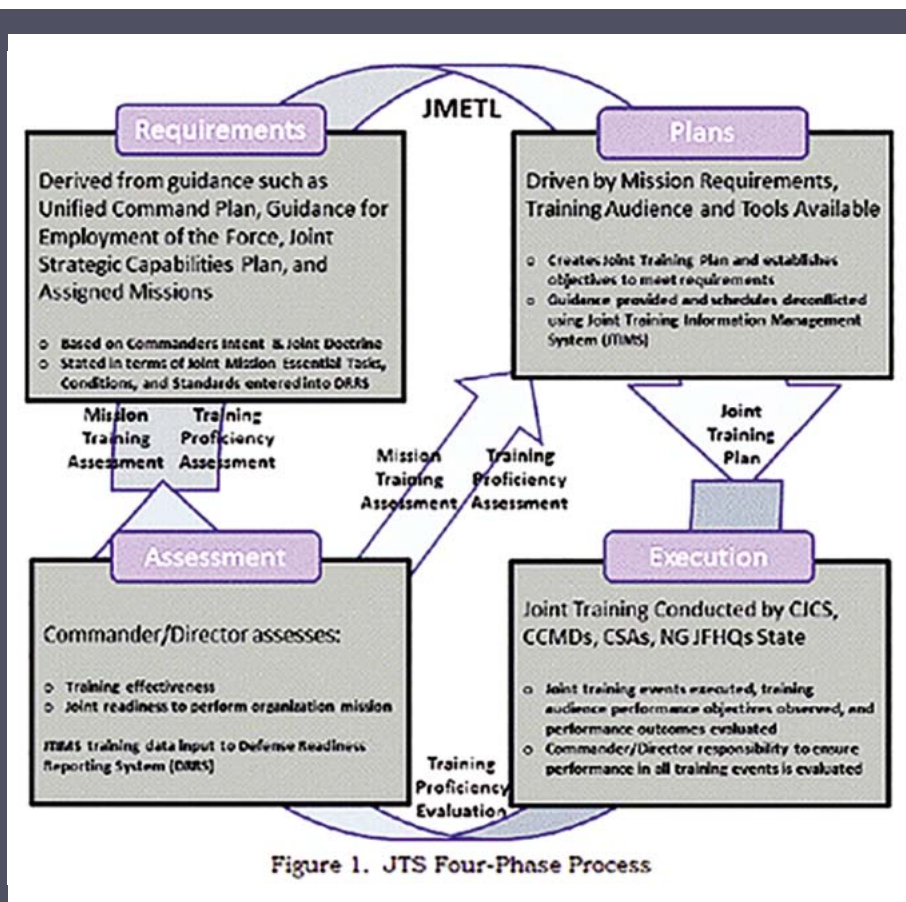 JMETL
Requirements
Derived from guidance such as
Unified Command Plan, Guidance for
Employment of the Force, Joint
Strategic Capabilities Plan, and
Assigned Missions
o Based on Commanders Intent & Joint Doctrine
o Stated in terms of Joint Mission Essential Tasks,
Conditions, and Standards entered into DRRS
Plans
Driven by Mission Requirements,
Training Audience and Tools Available
o Creates Joint Training Plan and establishes
objectives to meet requirements
o Guidance provided and schedules deconflicted
using Joint Training Information Management
System (JTIMS)
Mission
Training
Assessment
Training
Proficiency
Assessment
Mission
Training
Assessment
Training
Proficiency
Assessment
Joint
Training
Plan
Assessment
Commander/Director assesses:
o Training effectiveness
o Joint readiness to perform organization mission
JTIMS training data input to Defense Readiness
Reporting System (DRRS)
Execution
Joint Training Conducted by CJCS,
CCMDs, CSAs, NG JFHQs State
o Joint training events executed, training
audience performance objectives observed, and
performance outcomes evaluated
o Commander/Director responsibility to ensure
performance in all training events is evaluated
Training
Proficiency
Evaluation
Figure 1. JTS Four-Phase Process